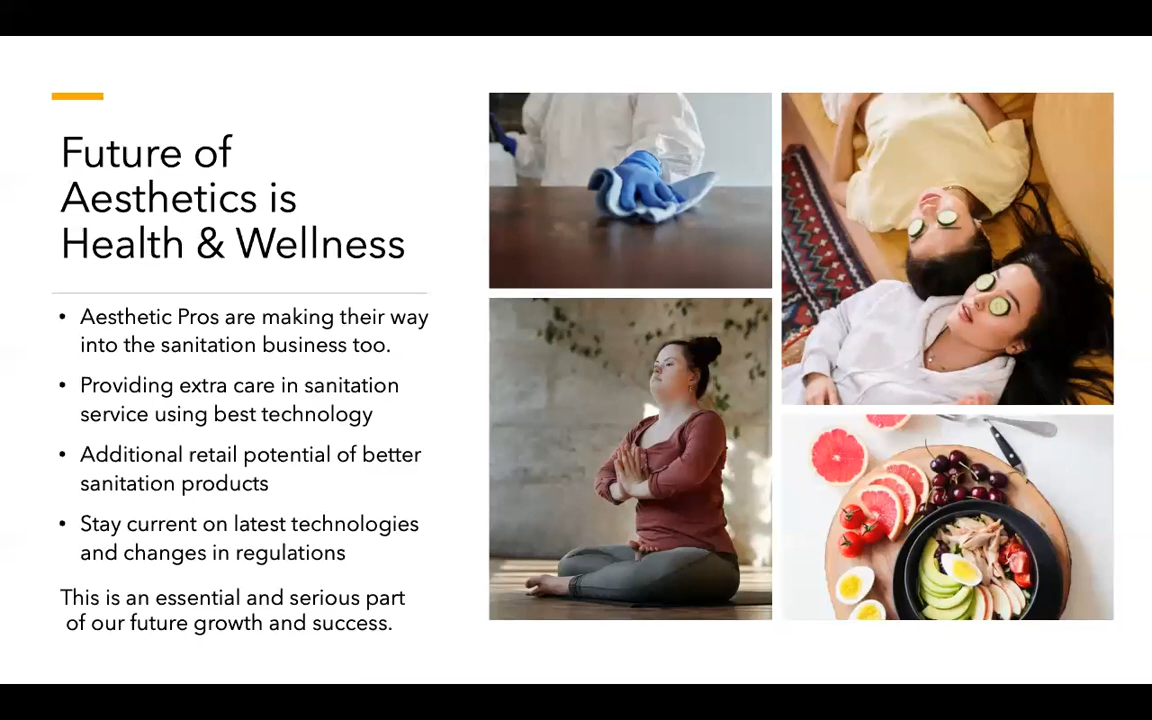 Future of
Aesthetics is
Health & Wellness
• Aesthetic Pros are making their way
into the sanitation business too.
• Providing extra care in sanitation
service using best technology
• Additional retail potential of better
sanitation products
• Stay current on latest technologies
and changes in regulations
This is an essential and serious part
of our future growth and success.